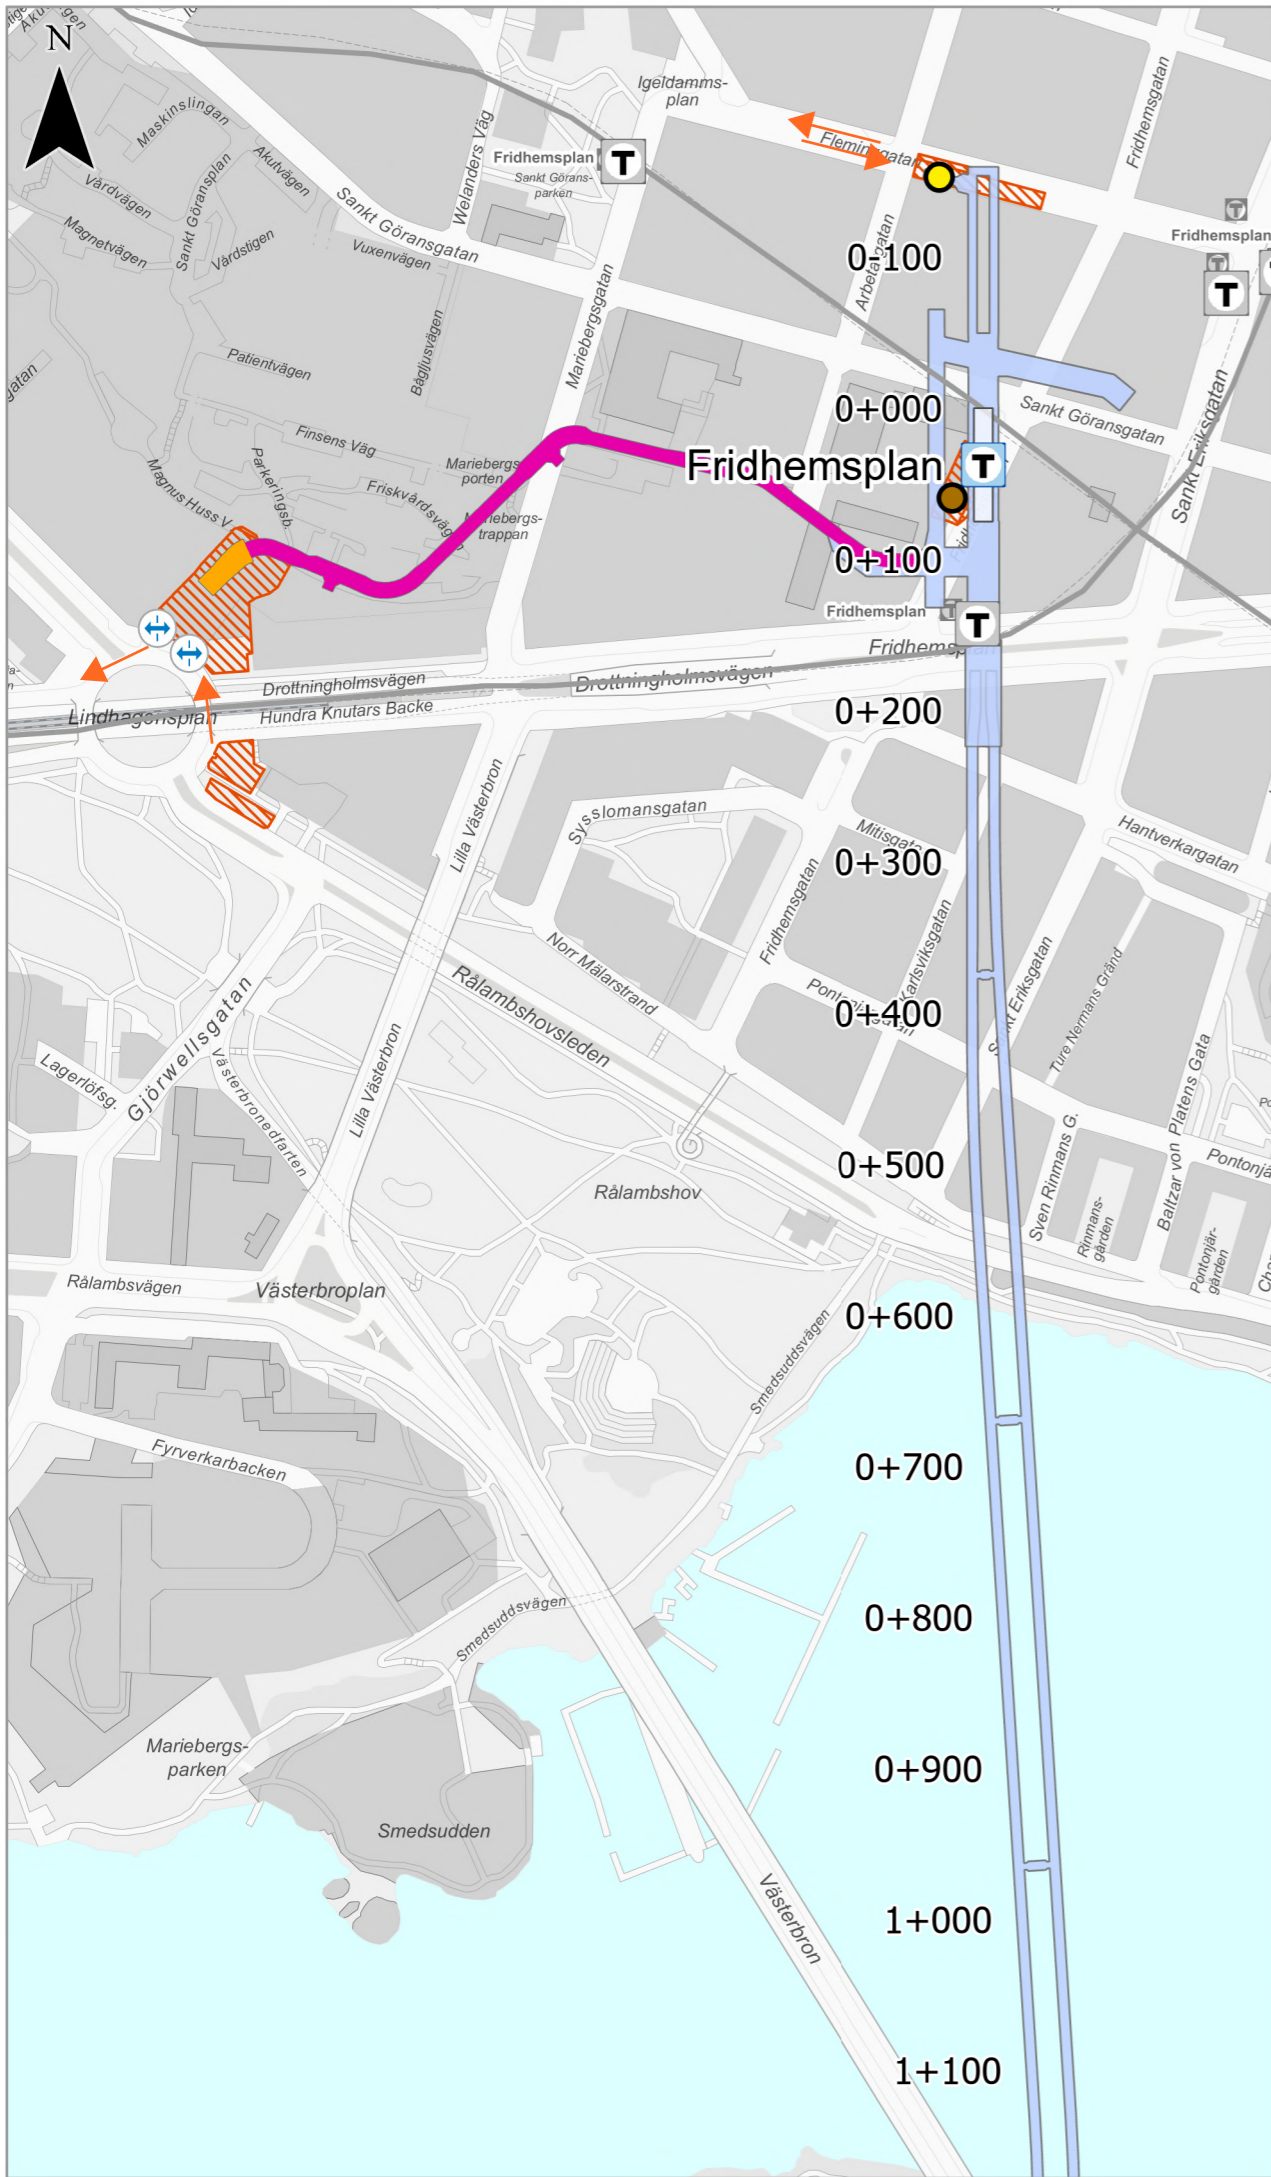 N
Maskinslingan
Akutvägen
Vårdvägen
Sankt Göransplan
Magnetvägen
Vårdstigen
Sankt Göransgatan
Vuxenvägen
Welanders Väg
Fridhemsplan
T
Sankt Görans-
parken
Igeldamms-
plan
Flemingatan
Fridhemsgatan
T
Fridhemsplan
T
T
Arbetargatan
0-100
Mariebergsgatan
Bågljusvägen
Patientvägen
gatan
Finsens Väg
Parkeringsb.
Magnus Huss V
Friskvårdsvägen
Mariebergs
porten
Mariebergs-
trappan
0+000
Sankt Göransgatan
Sankt Eriksgatan
Fridhemsplan
T
0+100
Fridhemsplan
T
T
Fridhemsplan
Drottningholmsvägen
Drottningholmsvägen
Lindhagensplan
Hundra Knutars Backe
0+200
Lilla Västerbron
Sysslomansgatan
Mitisgatan
0+300
Hantverkargatan
Fridhemsgatan
Karlsviksgatan
Norr Mälarstrand
Rålambshovsleden
Sankt Eriksgatan
Ture Nermans Gränd
0+400
Gjörwellsgatan
Lagerlöfsg.
Västerbronedfarten
Lilla Västerbron
Baltzar von Platens Gata
Sven Rinmans G.
0+500
Rålambshov
Rinmans-
gården
Pontonjär-
gården
Rålambsvägen
Västerbroplan
0+600
Smedsuddsvägen
Fyrverkarbacken
0+700
Smedsuddsvägen
0+800
Mariebergs-
parken
0+900
Smedsudden
Västerbron
1+000
1+100